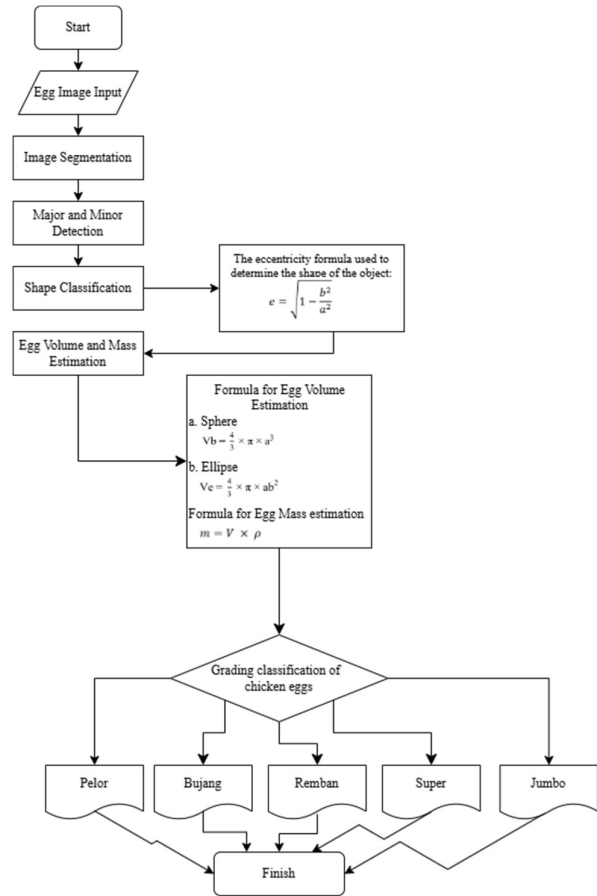 Start
Egg Image Input
Image Segmentation
Major and Minor
Detection
Shape Classification
The eccentricity formula used to
determine the shape of the object:
e = √(1 − b²/a²)
Egg Volume and Mass
Estimation
Formula for Egg Volume
Estimation
a. Sphere
Vb = 4/3 × π × a³
b. Ellipse
Ve = 4/3 × π × ab²
Formula for Egg Mass estimation
m = V × ρ
Grading classification of
chicken eggs
Pelor
Bujang
Remban
Super
Jumbo
Finish